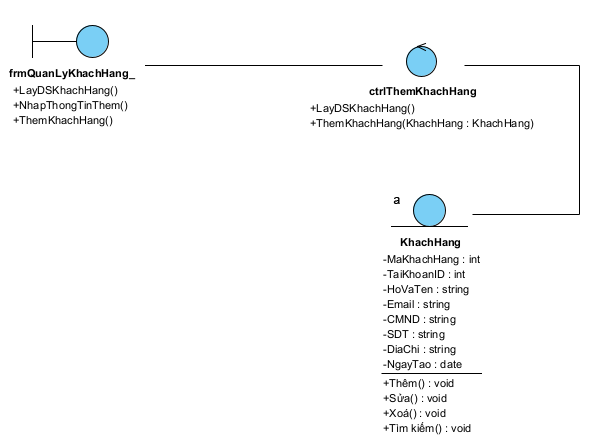 frmQuanLyKhachHang_
+LayDSKhachHang()
+NhapThongTinThem()
+ThemKhachHang()
ctrlThemKhachHang
+LayDSKhachHang()
+ThemKhachHang(KhachHang : KhachHang)
a
KhachHang
-MaKhachHang : int
-TaiKhoanID : int
-HoVaTen : string
-Email : string
-CMND : string
-SDT : string
-DiaChi : string
-NgayTao : date
+Thêm() : void
+Sửa() : void
+Xoá() : void
+Tìm kiếm() : void